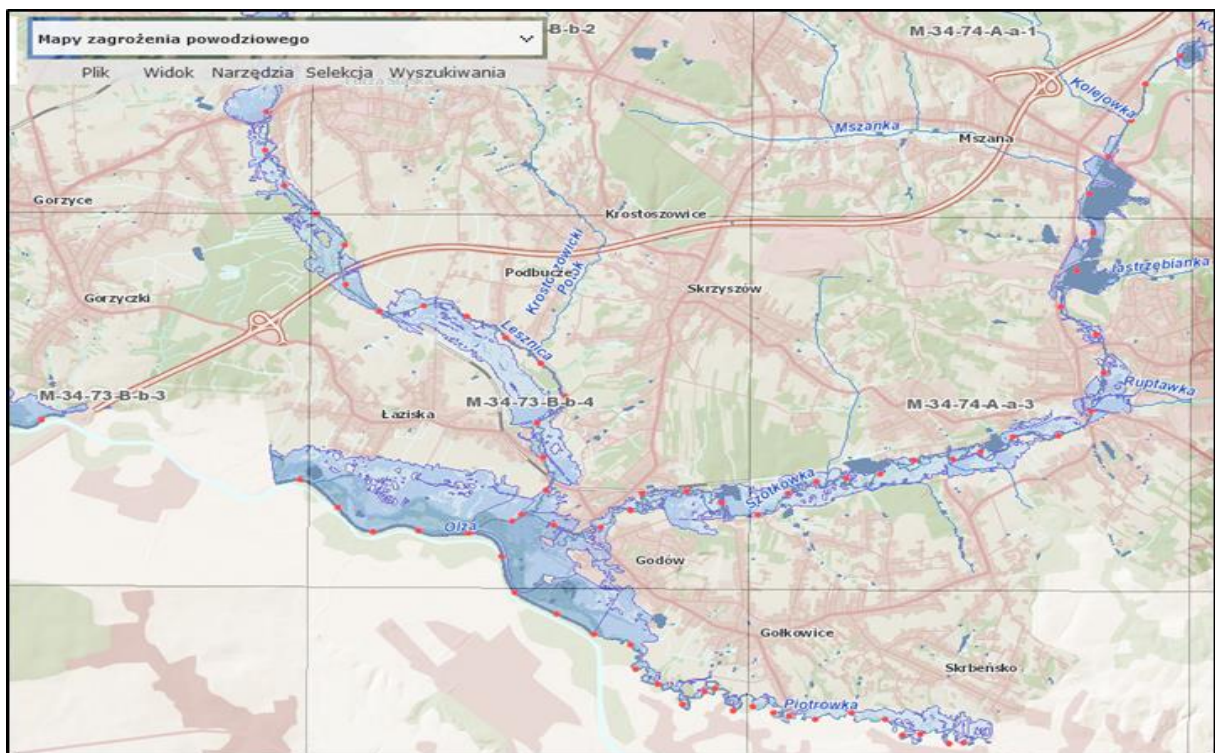 Mapy zagrożenia powodziowego
B-b-2
M-34-74-A-a-1
Plik Widok Narzędzia Selekcja Wyszukiwania
Kolejówka
Mszanka
Mszana
Gorzyce
Krostoszowice
Podbucze
Krostoszowicki
Potok
Jastrzębianka
Skrzyszów
Gorzyczki
Lesznica
Ruptawka
M-34-73-B-b-3
M-34-73-B-b-4
M-34-74-A-a-3
Łaziska
Szotkówka
Olza
Godów
Gołkowice
Skrbeńsko
Piotrówka